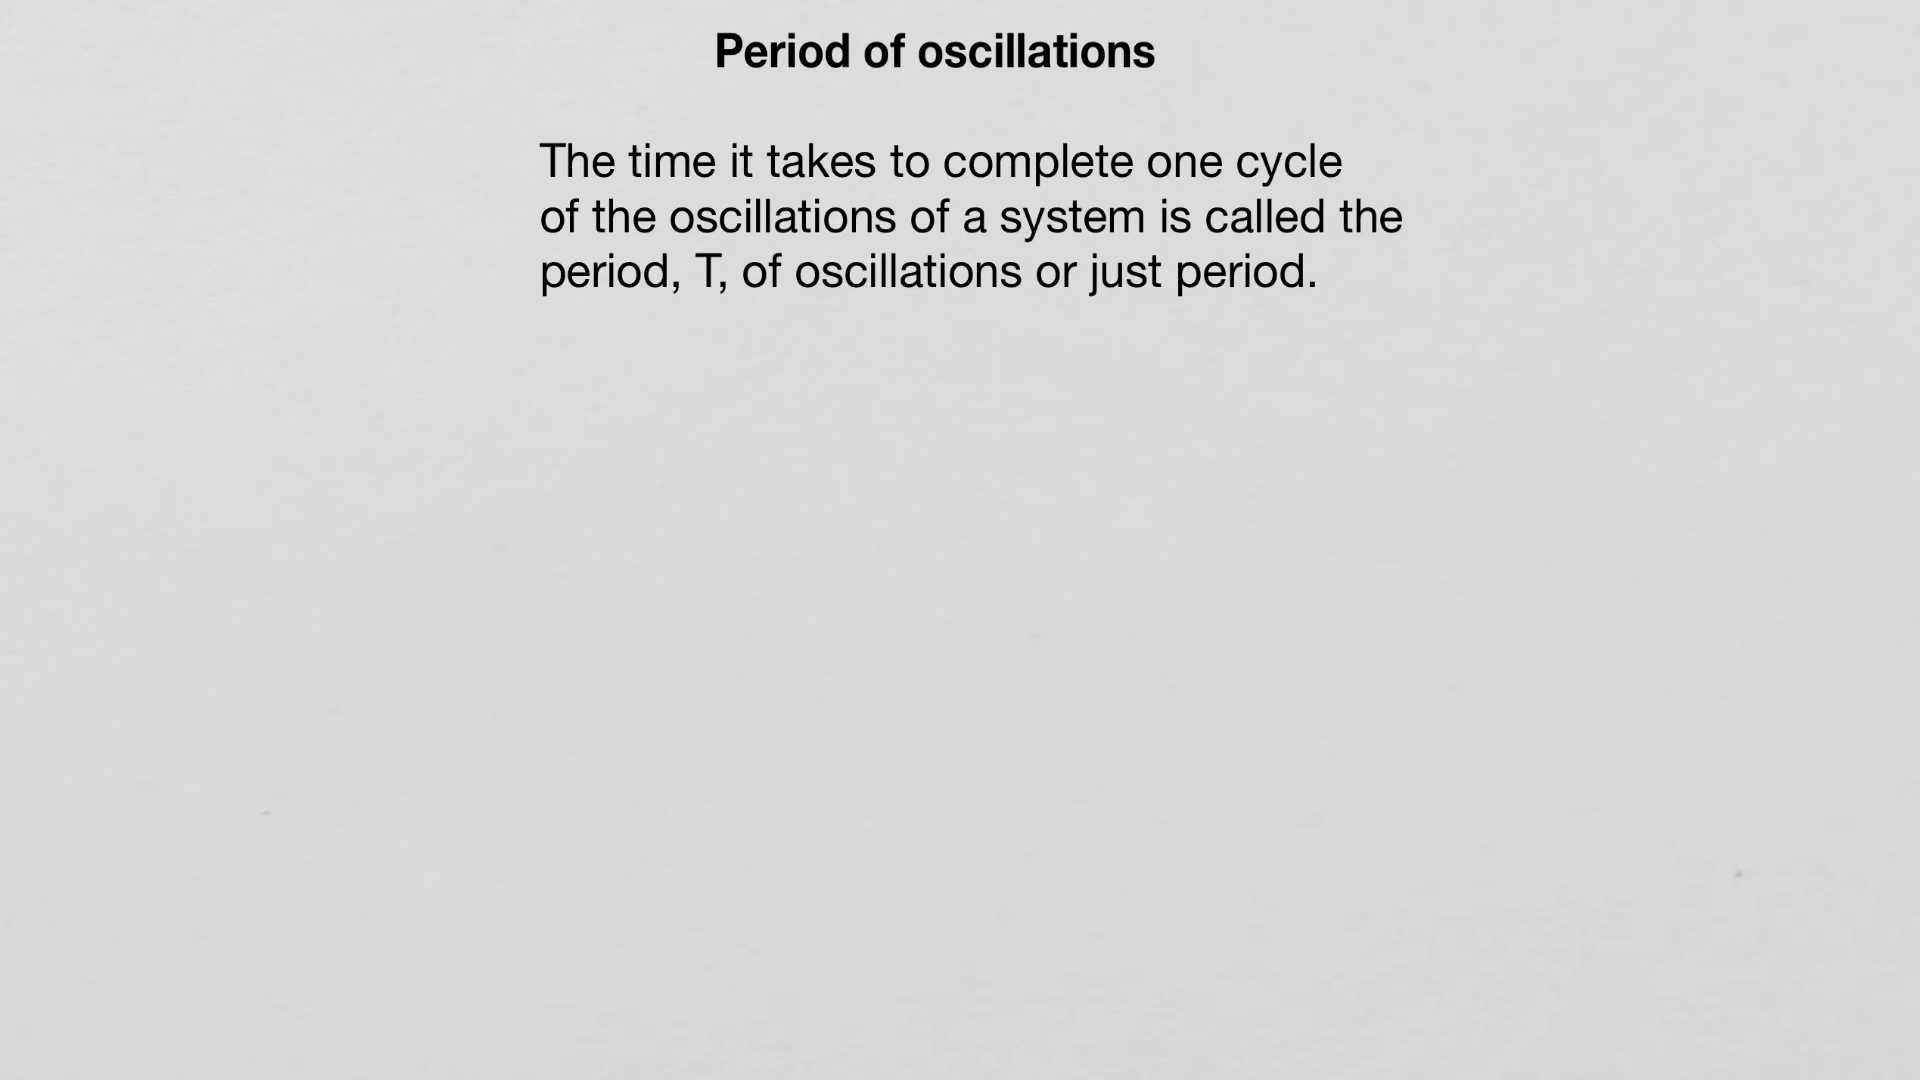 Period of oscillations
The time it takes to complete one cycle
of the oscillations of a system is called the
period, T, of oscillations or just period.